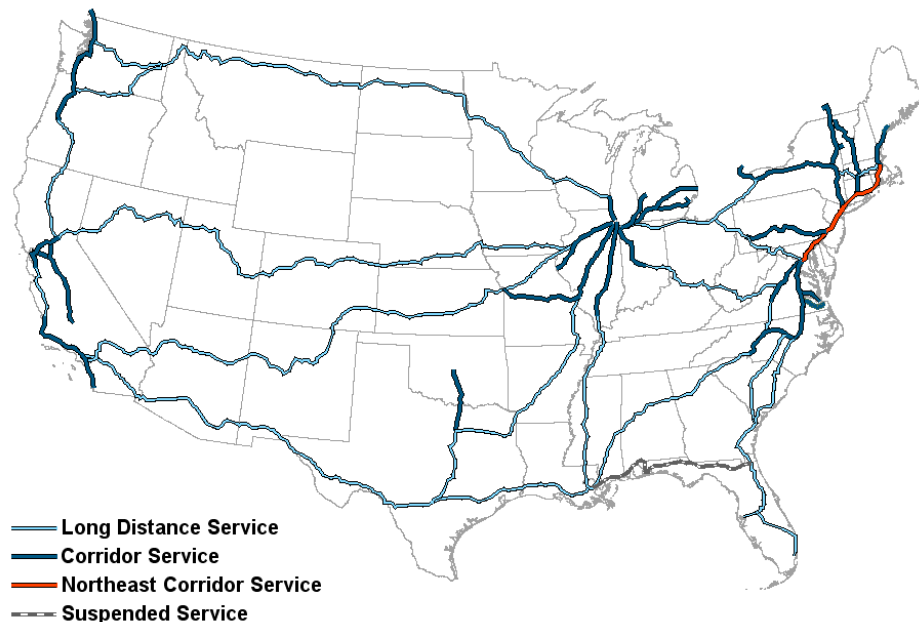 Long Distance Service
Corridor Service
Northeast Corridor Service
Suspended Service